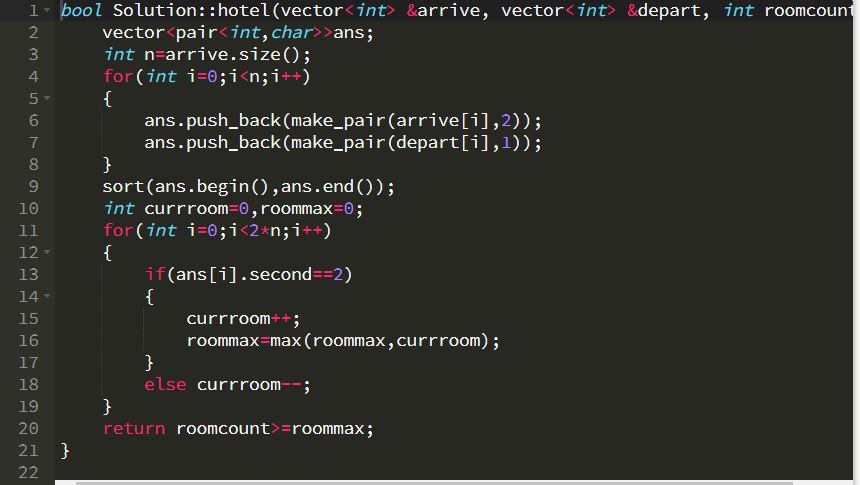 1 bool Solution::hotel(vector<int> &arrive, vector<int> &depart, int roomcount
2     vector<pair<int,char>>ans;
3     int n=arrive.size();
4     for(int i=0;i<n;i++)
5     {
6         ans.push_back(make_pair(arrive[i],2));
7         ans.push_back(make_pair(depart[i],1));
8     }
9     sort(ans.begin(),ans.end());
10     int currroom=0,roommax=0;
11     for(int i=0;i<2*n;i++)
12     {
13         if(ans[i].second==2)
14         {
15             currroom++;
16             roommax=max(roommax,currroom);
17         }
18         else currroom--;
19     }
20     return roomcount>=roommax;
21 }
22